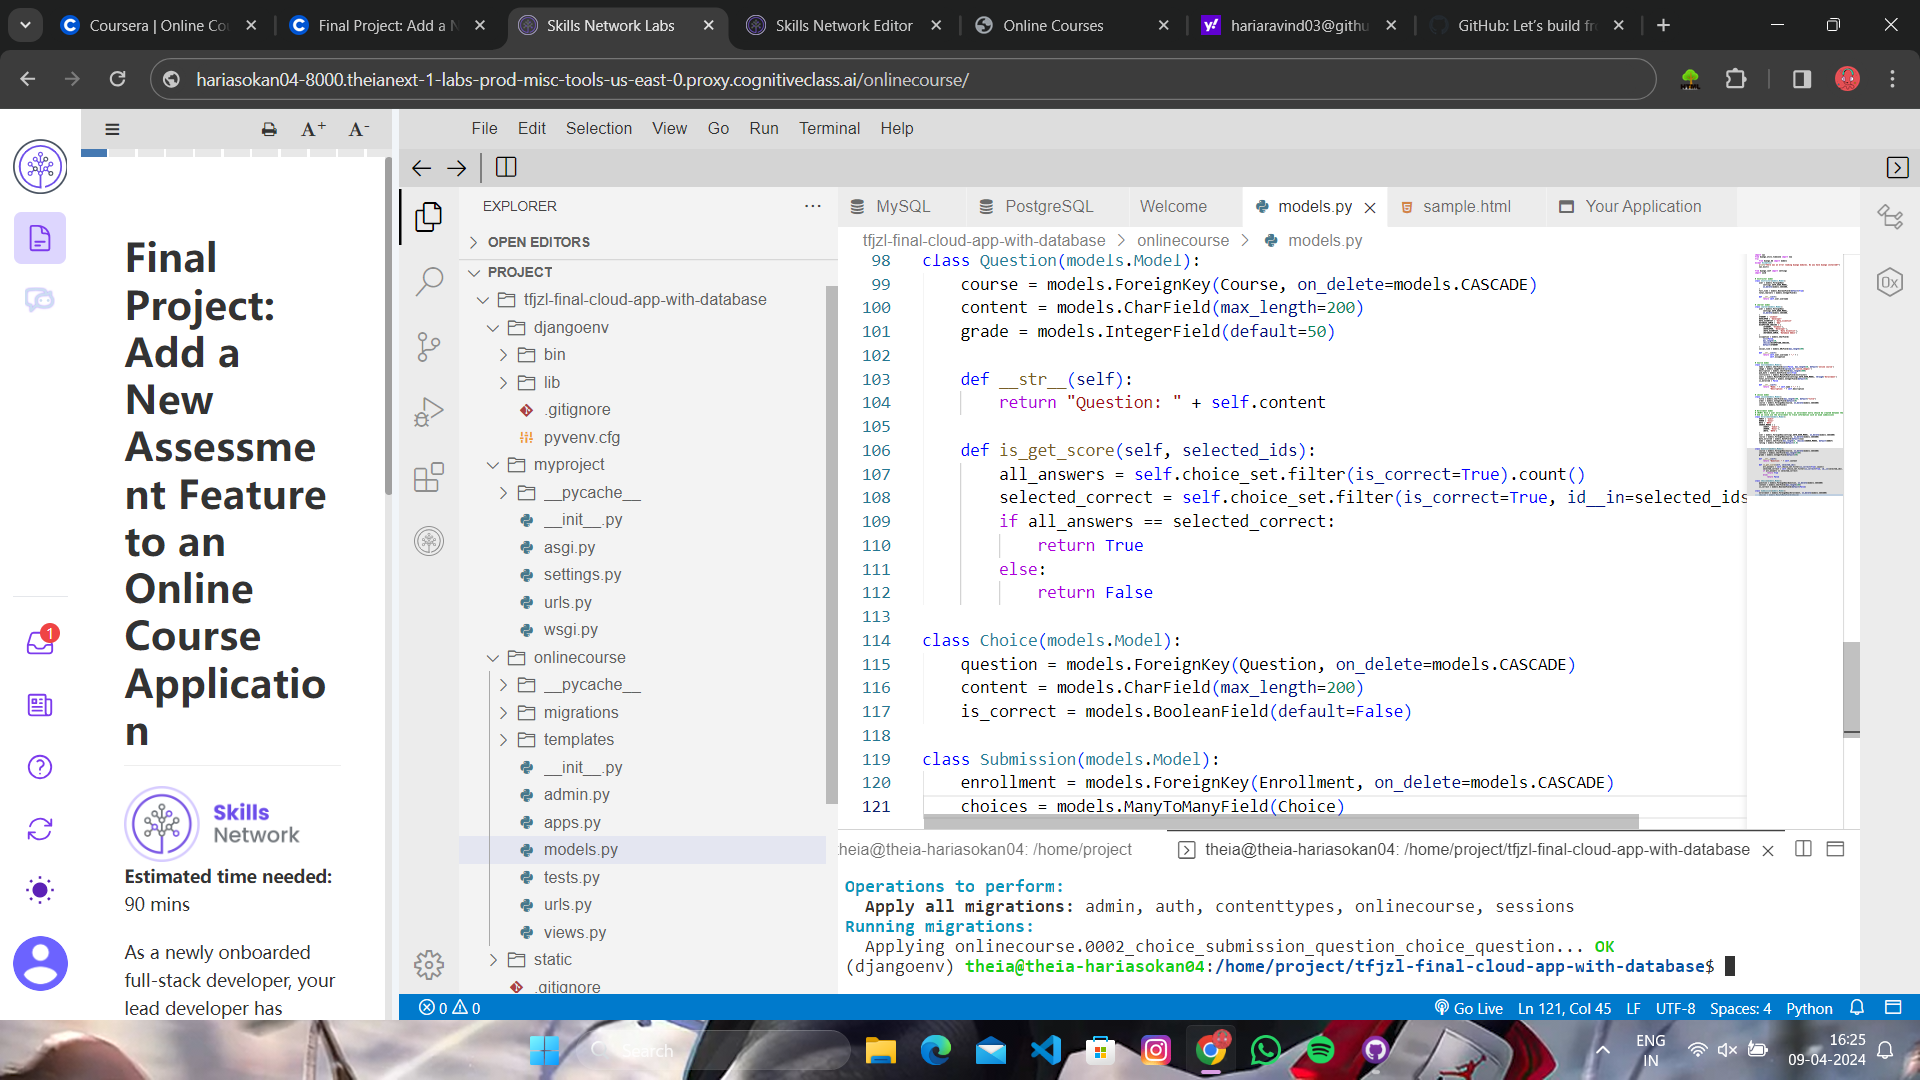 Coursera | Online Co
Final Project: Add a N
Skills Network Labs
Skills Network Editor
Online Courses
hariaravind03@githu
GitHub: Let's build fr
hariasokan04-8000.theianext-1-labs-prod-misc-tools-us-east-0.proxy.cognitiveclass.ai/onlinecourse/
A+
A-
Final
Project:
Add a
New
Assessme
nt Feature
to an
Online
Course
Applicatio
n
Skills
Network
Estimated time needed:
90 mins
As a newly onboarded
full-stack developer, your
lead developer has
1
File Edit Selection View Go Run Terminal Help
EXPLORER
OPEN EDITORS
PROJECT
tfjzl-final-cloud-app-with-database
djangoenv
bin
lib
.gitignore
pyvenv.cfg
myproject
__pycache__
__init__.py
asgi.py
settings.py
urls.py
wsgi.py
onlinecourse
__pycache__
migrations
templates
__init__.py
admin.py
apps.py
models.py
tests.py
urls.py
views.py
static
.gitignore
MySQL
PostgreSQL
Welcome
models.py
sample.html
Your Application
tfjzl-final-cloud-app-with-database > onlinecourse > models.py
98 class Question(models.Model):
99 course = models.ForeignKey(Course, on_delete=models.CASCADE)
100 content = models.CharField(max_length=200)
101 grade = models.IntegerField(default=50)
102
103 def __str__(self):
104 return "Question: " + self.content
105
106 def is_get_score(self, selected_ids):
107 all_answers = self.choice_set.filter(is_correct=True).count()
108 selected_correct = self.choice_set.filter(is_correct=True, id__in=selected_ids
109 if all_answers == selected_correct:
110 return True
111 else:
112 return False
113
114 class Choice(models.Model):
115 question = models.ForeignKey(Question, on_delete=models.CASCADE)
116 content = models.CharField(max_length=200)
117 is_correct = models.BooleanField(default=False)
118
119 class Submission(models.Model):
120 enrollment = models.ForeignKey(Enrollment, on_delete=models.CASCADE)
121 choices = models.ManyToManyField(Choice)
0x
theia@theia-hariasokan04: /home/project
theia@theia-hariasokan04: /home/project/tfjzl-final-cloud-app-with-database
Operations to perform:
Apply all migrations: admin, auth, contenttypes, onlinecourse, sessions
Running migrations:
Applying onlinecourse.0002_choice_submission_question_choice_question... OK
(djangoenv) theia@theia-hariasokan04:/home/project/tfjzl-final-cloud-app-with-database$
0 0
Go Live Ln 121, Col 45 LF UTF-8 Spaces: 4 Python
Search
ENG
IN
16:25
09-04-2024